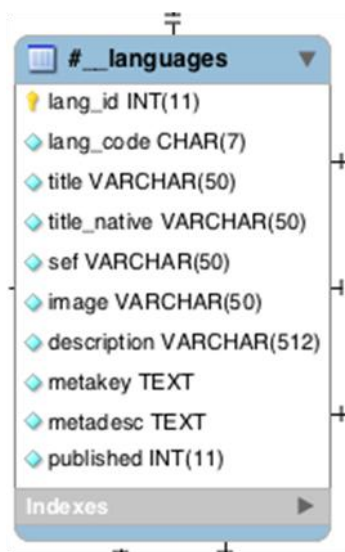 #__languages
lang_id INT(11)
lang_code CHAR(7)
title VARCHAR(50)
title_native VARCHAR(50)
sef VARCHAR(50)
image VARCHAR(50)
description VARCHAR(512)
metakey TEXT
metadesc TEXT
published INT(11)
Indexes